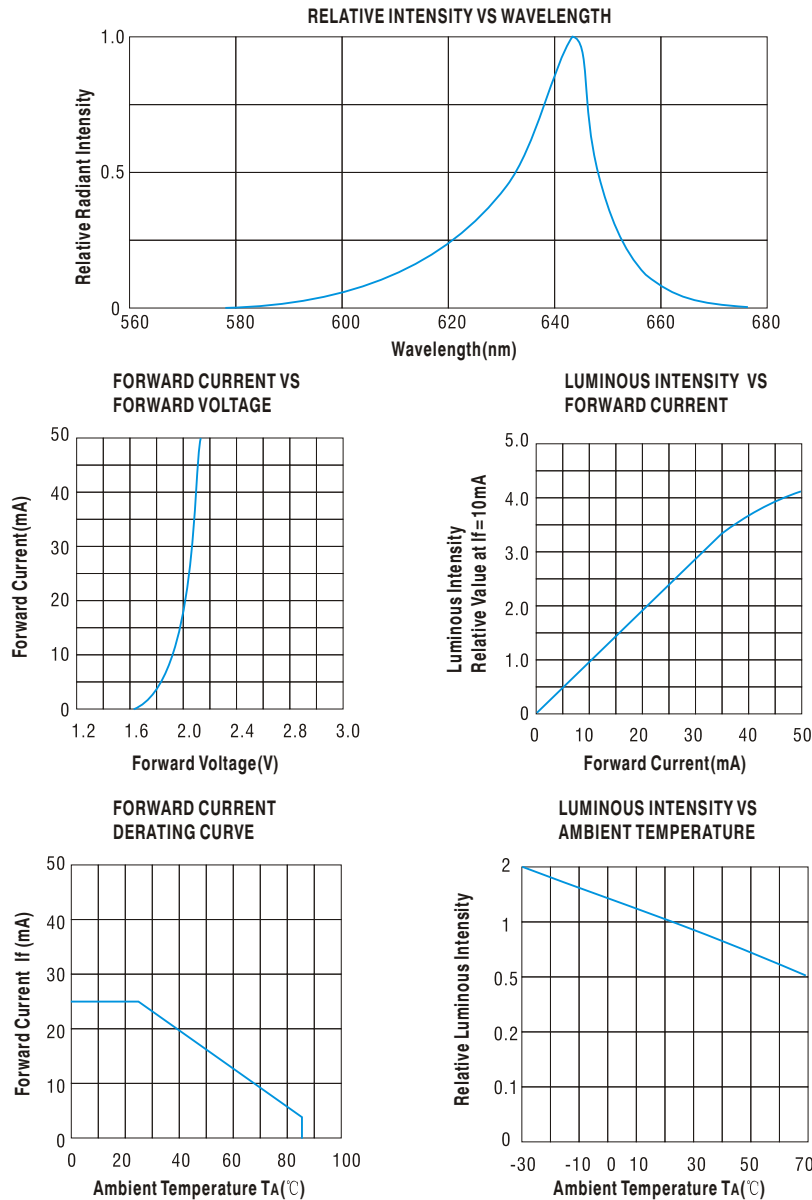 RELATIVE INTENSITY VS WAVELENGTH
Relative Radiant Intensity
1.0
0.5
0
560 580 600 620 640 660 680
Wavelength(nm)
FORWARD CURRENT VS
FORWARD VOLTAGE
Forward Current(mA)
50
40
30
20
10
0
1.2 1.6 2.0 2.4 2.8 3.0
Forward Voltage(V)
LUMINOUS INTENSITY VS
FORWARD CURRENT
Luminous Intensity
Relative Value at If=10mA
5.0
4.0
3.0
2.0
1.0
0
0 10 20 30 40 50
Forward Current(mA)
FORWARD CURRENT
DERATING CURVE
Forward Current If (mA)
50
40
30
20
10
0
0 20 40 60 80 100
Ambient Temperature TA(℃)
LUMINOUS INTENSITY VS
AMBIENT TEMPERATURE
Relative Luminous Intensity
2
1
0.5
0.2
0.1
0
-30 -10 0 10 30 50 70
Ambient Temperature TA(℃)